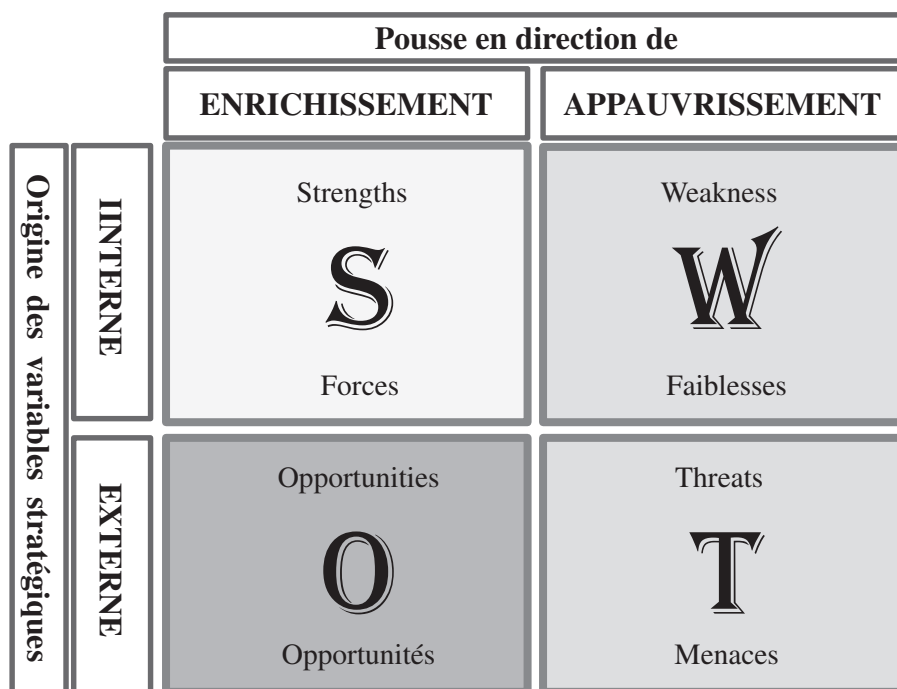 Pousse en direction de
ENRICHISSEMENT
APPAUVRISSEMENT
Origine des variables stratégiques
IINTERNE
Strengths
S
Forces
Weakness
W
Faiblesses
EXTERNE
Opportunities
O
Opportunités
Threats
T
Menaces